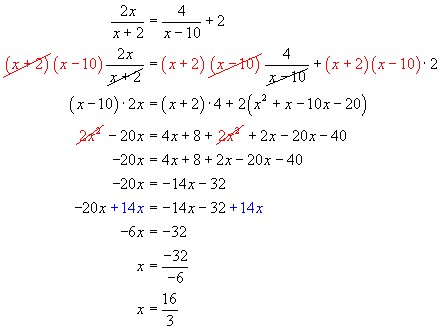 2x/(x+2) = 4/(x−10) + 2
(x+2)(x−10) 2x/(x+2) = (x+2)(x−10) 4/(x−10) + (x+2)(x−10)·2
(x−10)·2x = (x+2)·4 + 2(x² + x − 10x − 20)
2x² − 20x = 4x + 8 + 2x² + 2x − 20x − 40
−20x = 4x + 8 + 2x − 20x − 40
−20x = −14x − 32
−20x + 14x = −14x − 32 + 14x
−6x = −32
x = −32/−6
x = 16/3